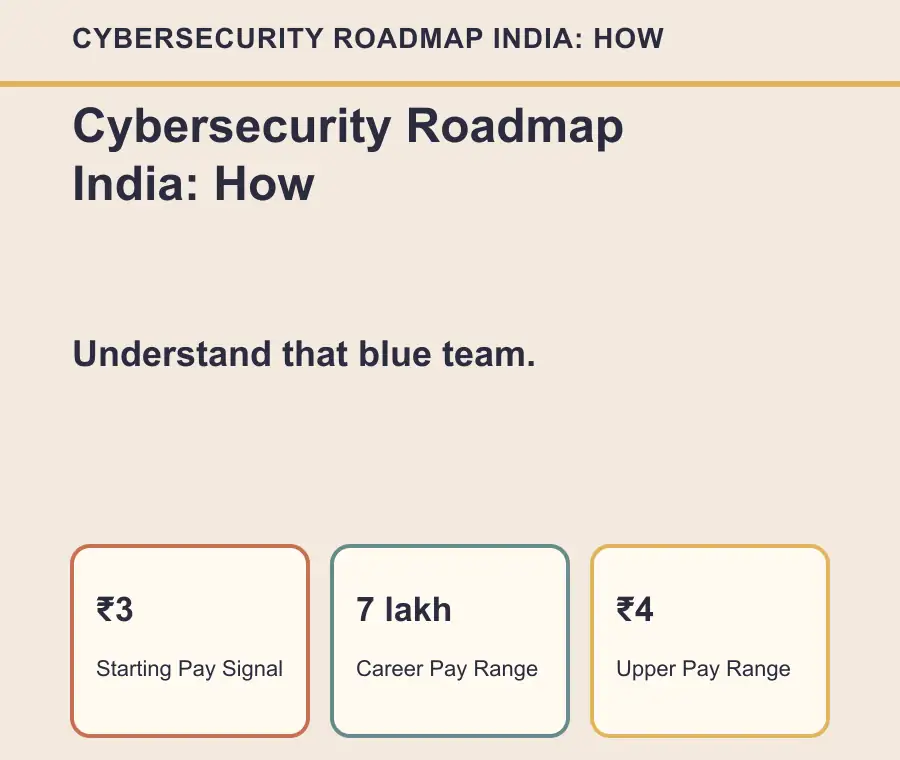 CYBERSECURITY ROADMAP INDIA: HOW
Cybersecurity Roadmap
India: How
Understand that blue team.
₹3
Starting Pay Signal
7 lakh
Career Pay Range
₹4
Upper Pay Range